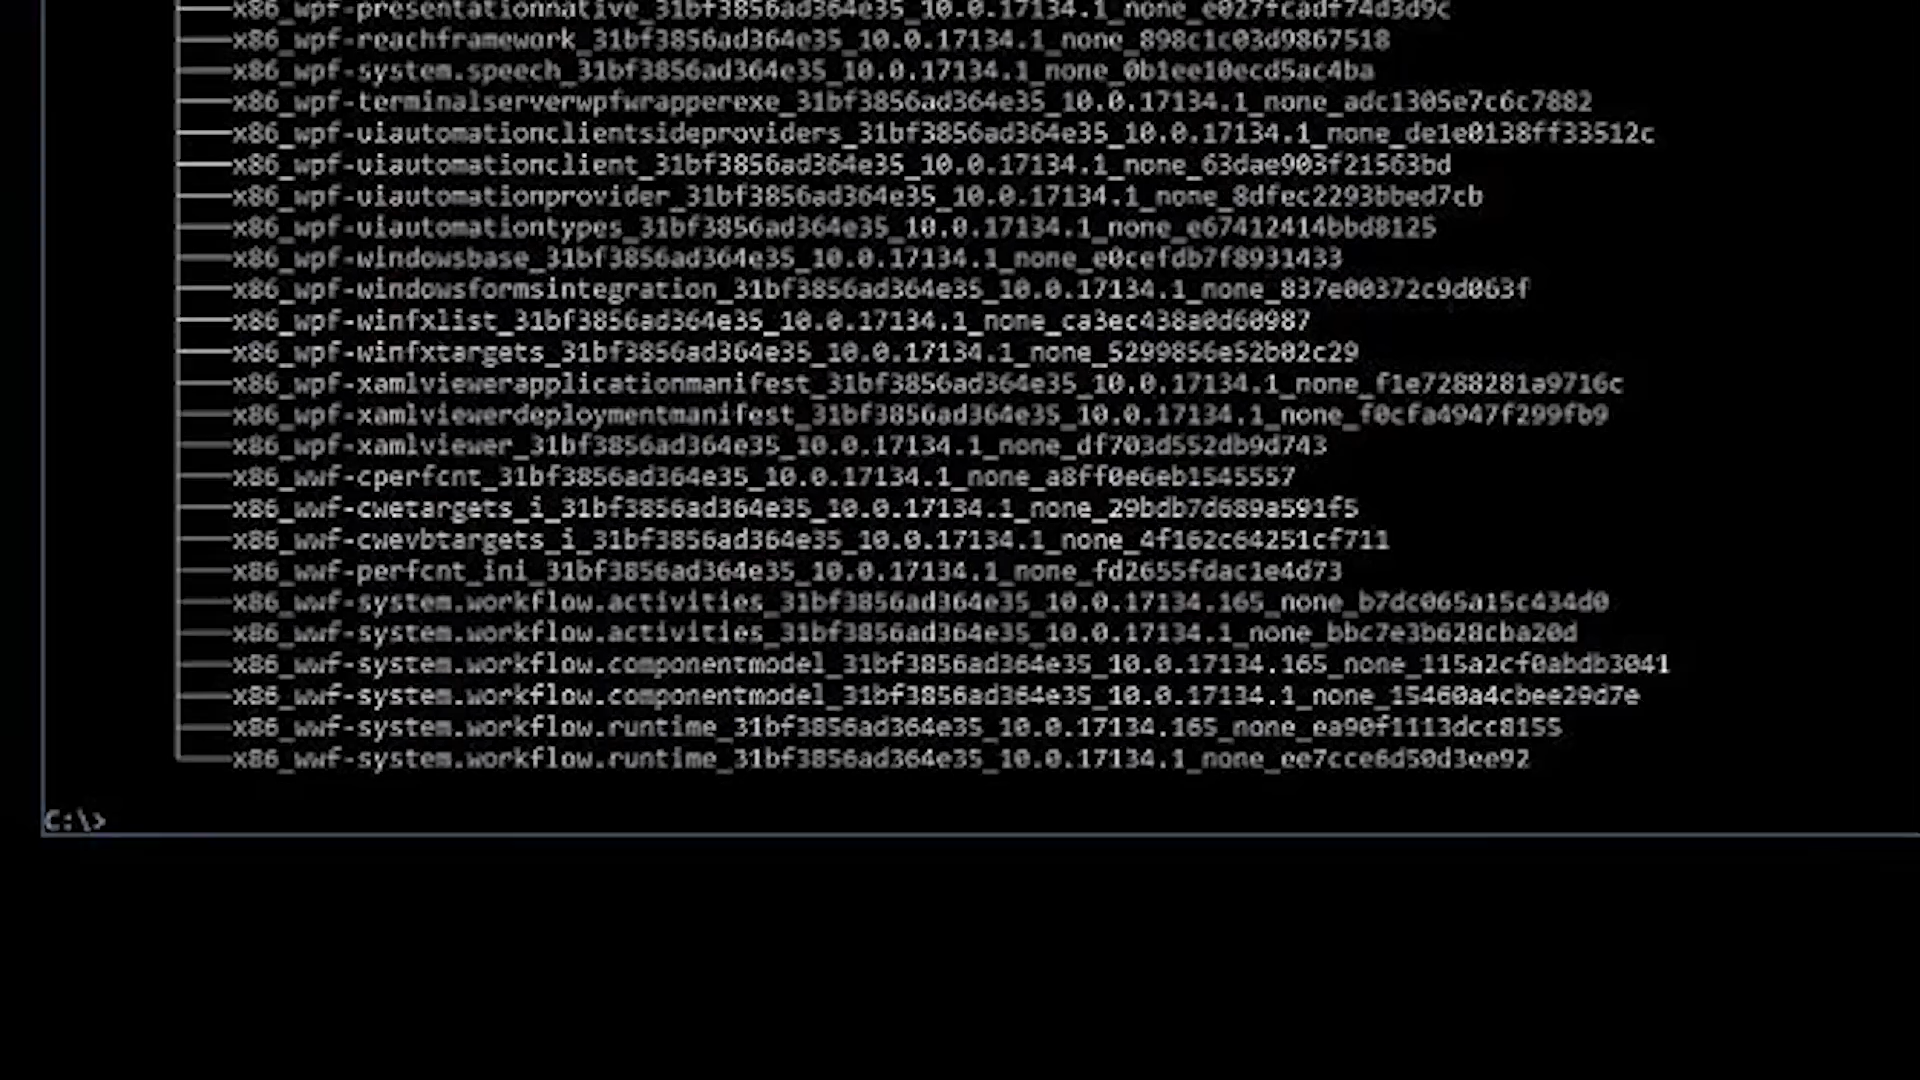 x86_wpf-presentationnative_31bf3856ad364e35_10.0.17134.1_none_e027fcadf74d3d9c
x86_wpf-reachframework_31bf3856ad364e35_10.0.17134.1_none_898c1c03d9867518
x86_wpf-system.speech_31bf3856ad364e35_10.0.17134.1_none_0b1ee10ecd5ac4ba
x86_wpf-terminalserverwpfwrapperexe_31bf3856ad364e35_10.0.17134.1_none_adc1305e7c6c7882
x86_wpf-uiautomationclientsideproviders_31bf3856ad364e35_10.0.17134.1_none_de1e0138ff33512c
x86_wpf-uiautomationclient_31bf3856ad364e35_10.0.17134.1_none_63dae903f21563bd
x86_wpf-uiautomationprovider_31bf3856ad364e35_10.0.17134.1_none_8dfec2293bbed7cb
x86_wpf-uiautomationtypes_31bf3856ad364e35_10.0.17134.1_none_e67412414bbd8125
x86_wpf-windowsbase_31bf3856ad364e35_10.0.17134.1_none_e0cefdb7f8931433
x86_wpf-windowsformsintegration_31bf3856ad364e35_10.0.17134.1_none_837e00372c9d063f
x86_wpf-winfxlist_31bf3856ad364e35_10.0.17134.1_none_ca3ec438a0d60987
x86_wpf-winfxtargets_31bf3856ad364e35_10.0.17134.1_none_5299856e52b02c29
x86_wpf-xamlviewerapplicationmanifest_31bf3856ad364e35_10.0.17134.1_none_f1e7288281a9716c
x86_wpf-xamlviewerdeploymentmanifest_31bf3856ad364e35_10.0.17134.1_none_f0cfa4947f299fb9
x86_wpf-xamlviewer_31bf3856ad364e35_10.0.17134.1_none_df703d552db9d743
x86_wwf-cperfcnt_31bf3856ad364e35_10.0.17134.1_none_a8ff0e6eb1545557
x86_wwf-cwetargets_i_31bf3856ad364e35_10.0.17134.1_none_29bdb7d689a591f5
x86_wwf-cwevbtargets_i_31bf3856ad364e35_10.0.17134.1_none_4f162c64251cf711
x86_wwf-perfcnt_ini_31bf3856ad364e35_10.0.17134.1_none_fd2655fdac1e4d73
x86_wwf-system.workflow.activities_31bf3856ad364e35_10.0.17134.165_none_b7dc065a15c434d0
x86_wwf-system.workflow.activities_31bf3856ad364e35_10.0.17134.1_none_bbc7e3b628cba20d
x86_wwf-system.workflow.componentmodel_31bf3856ad364e35_10.0.17134.165_none_115a2cf0abdb3041
x86_wwf-system.workflow.componentmodel_31bf3856ad364e35_10.0.17134.1_none_15460a4cbee29d7e
x86_wwf-system.workflow.runtime_31bf3856ad364e35_10.0.17134.165_none_ea90f1113dcc8155
x86_wwf-system.workflow.runtime_31bf3856ad364e35_10.0.17134.1_none_ee7cce6d50d3ee92
C:\>